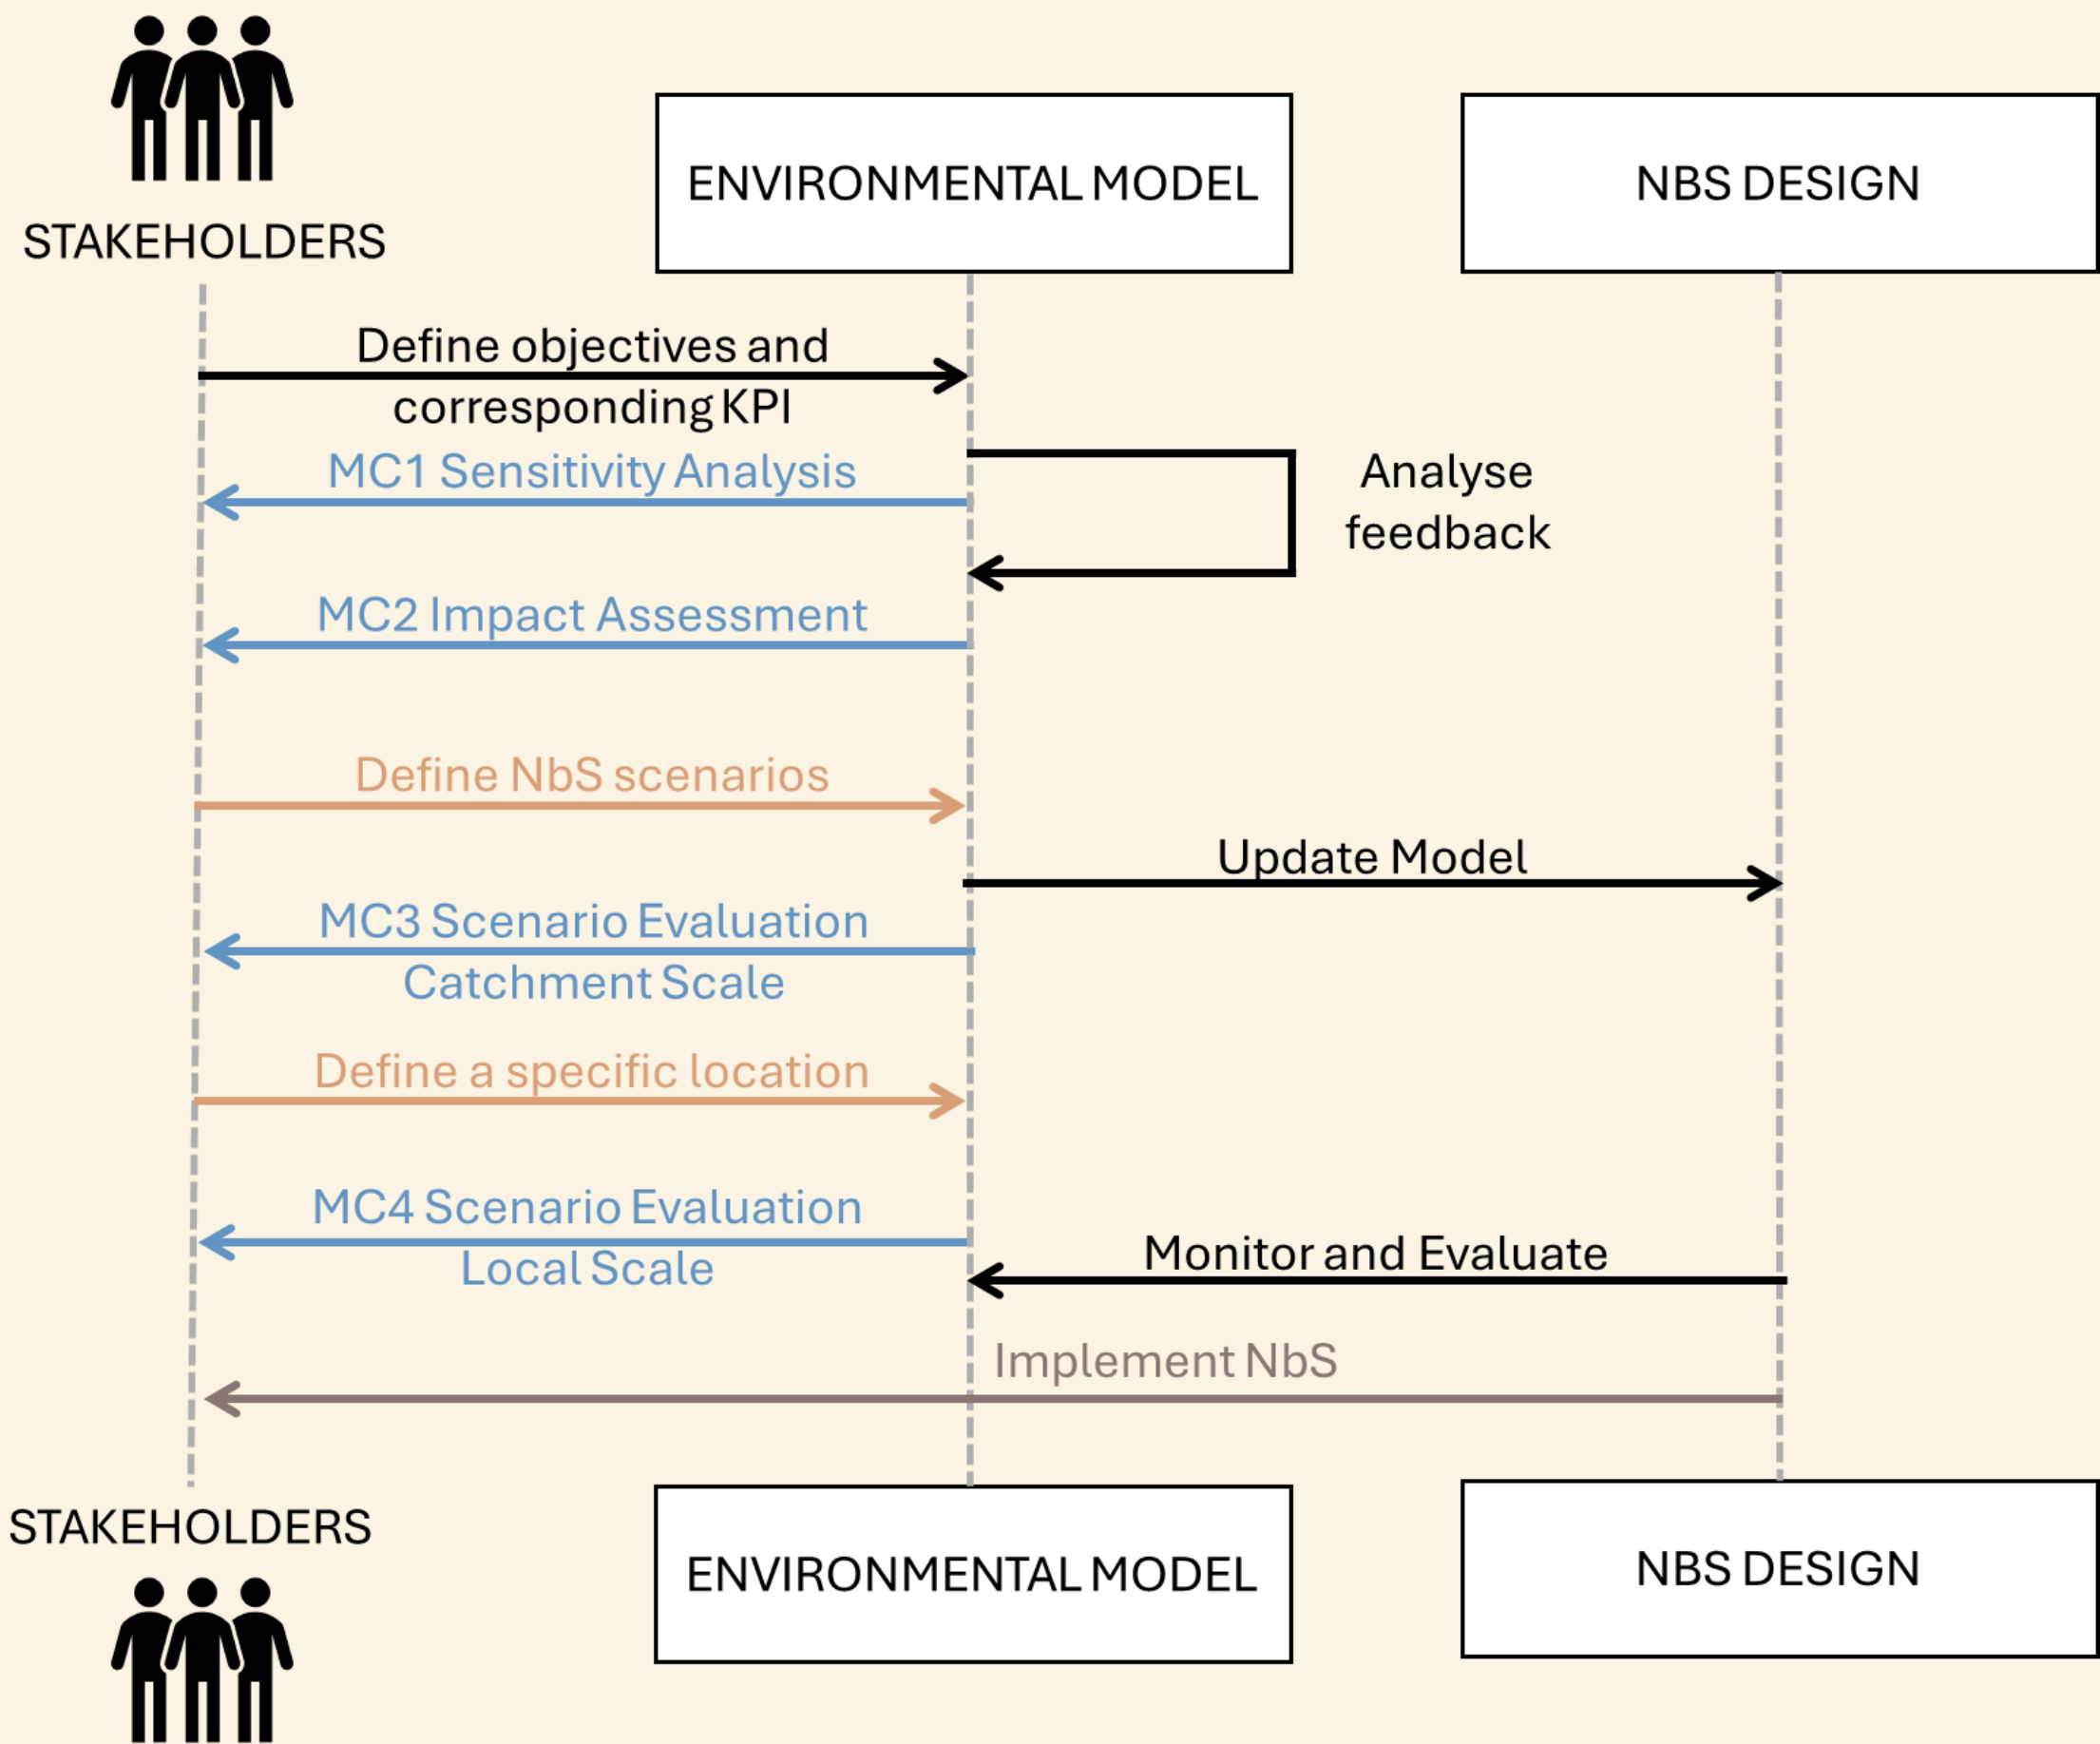 STAKEHOLDERS
ENVIRONMENTAL MODEL
NBS DESIGN
Define objectives and
corresponding KPI
MC1 Sensitivity Analysis
Analyse
feedback
MC2 Impact Assessment
Define NbS scenarios
Update Model
MC3 Scenario Evaluation
Catchment Scale
Define a specific location
MC4 Scenario Evaluation
Local Scale
Monitor and Evaluate
Implement NbS
STAKEHOLDERS
ENVIRONMENTAL MODEL
NBS DESIGN